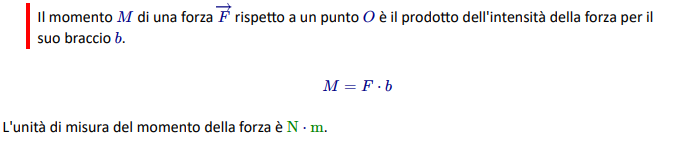 Il momento M di una forza F⃗ rispetto a un punto O è il prodotto dell'intensità della forza per il
suo braccio b.
M = F · b
L'unità di misura del momento della forza è N · m.